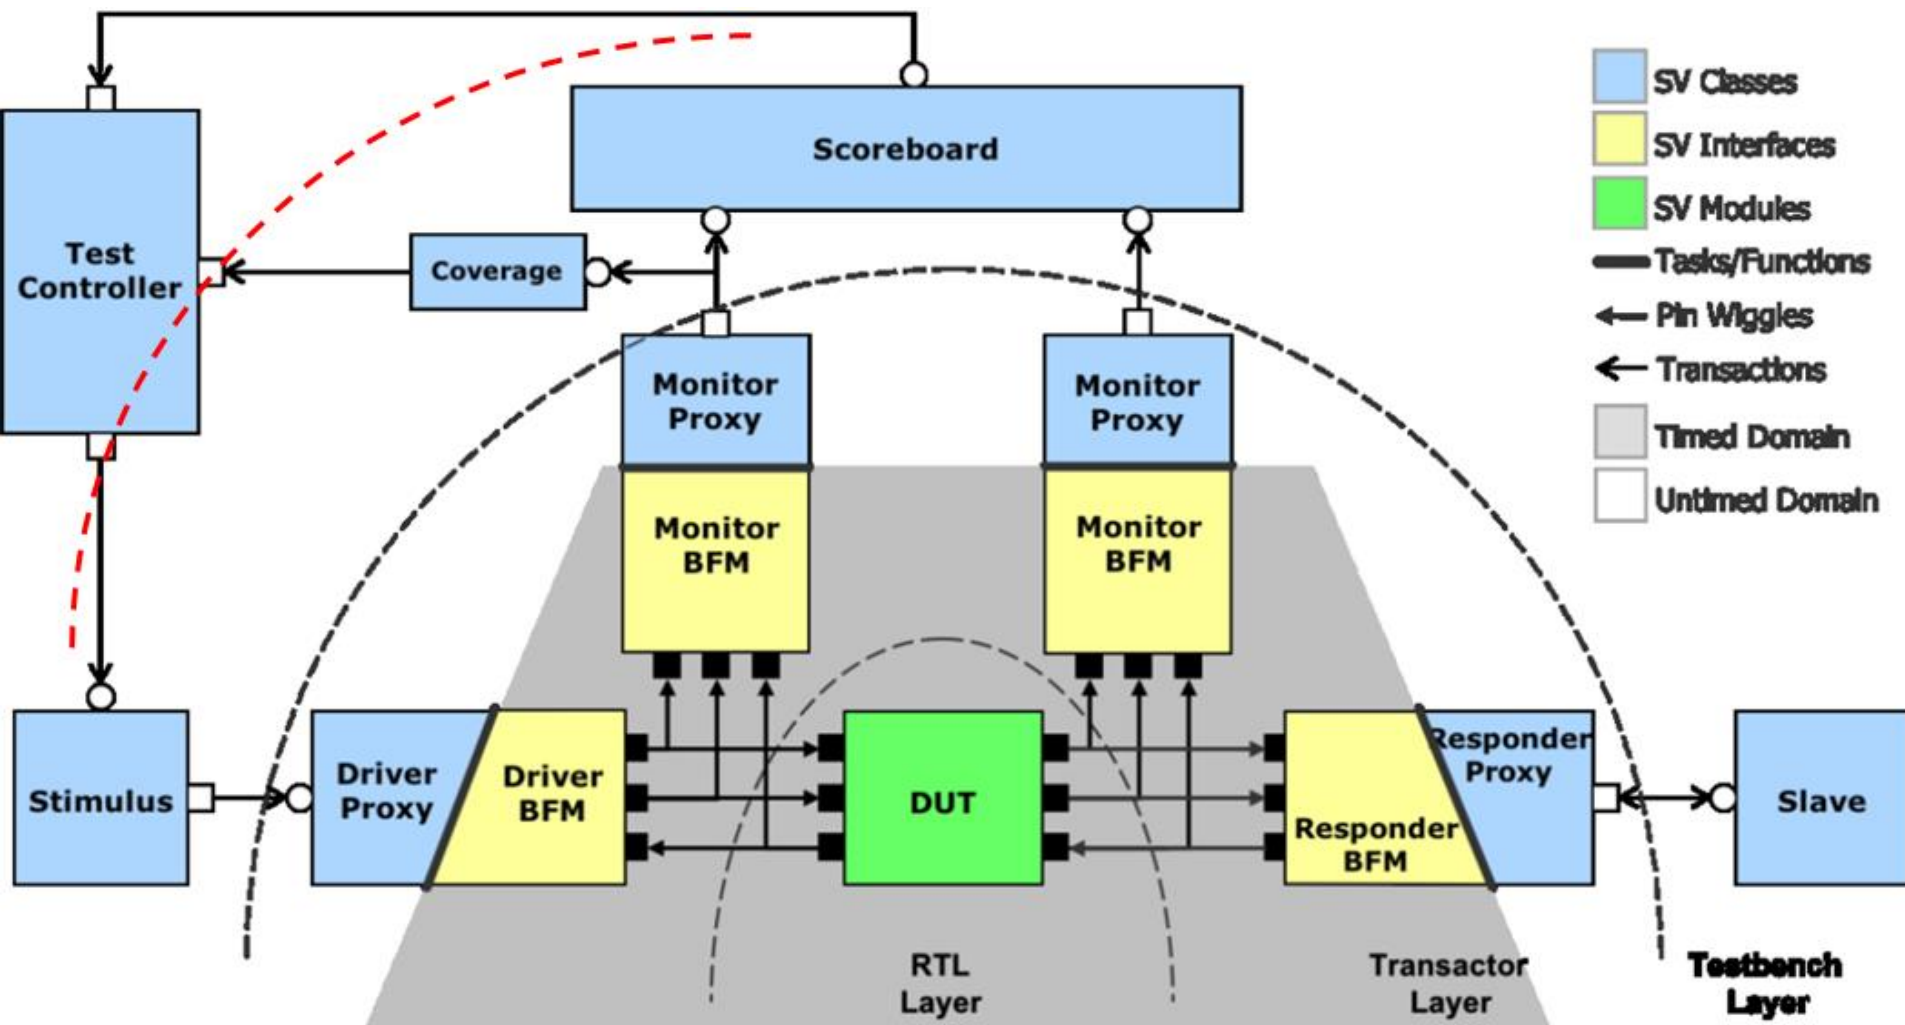 SV Classes
SV Interfaces
SV Modules
Tasks/Functions
Pin Wiggles
Transactions
Timed Domain
Untimed Domain
Scoreboard
Test
Controller
Coverage
Monitor
Proxy
Monitor
Proxy
Monitor
BFM
Monitor
BFM
Stimulus
Driver
Proxy
Driver
BFM
DUT
Responder
BFM
Responder
Proxy
Slave
RTL
Layer
Transactor
Layer
Testbench
Layer